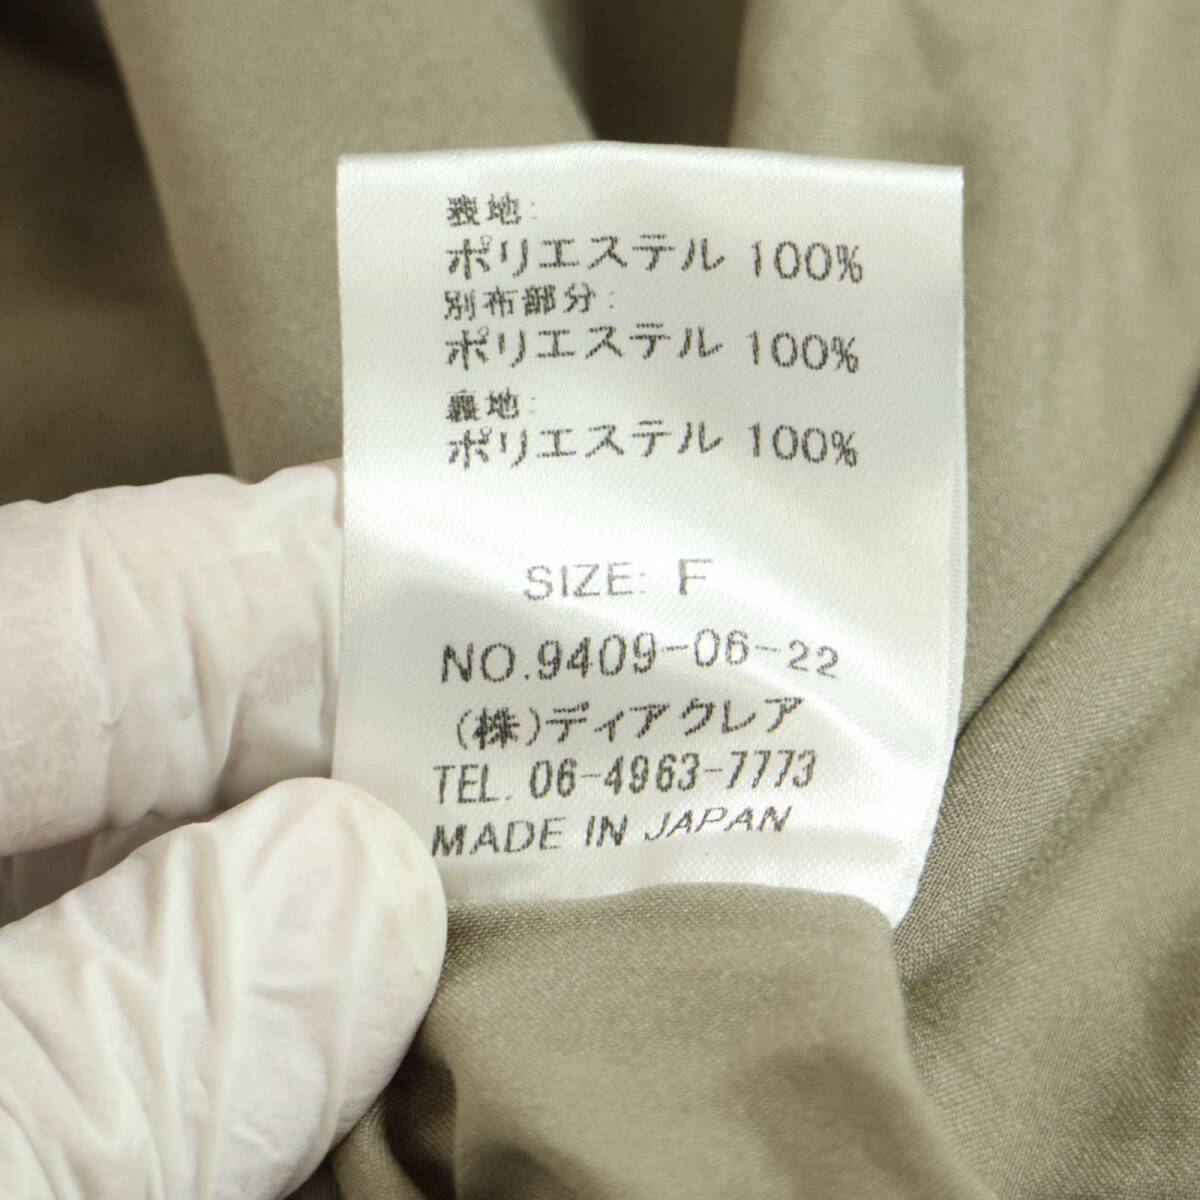 表地:
ポリエステル 100%
別布部分:
ポリエステル 100%
裏地:
ポリエステル 100%
SIZE: F
NO.9409-06-22
(株)ディアクレア
TEL. 06-4963-7773
MADE IN JAPAN